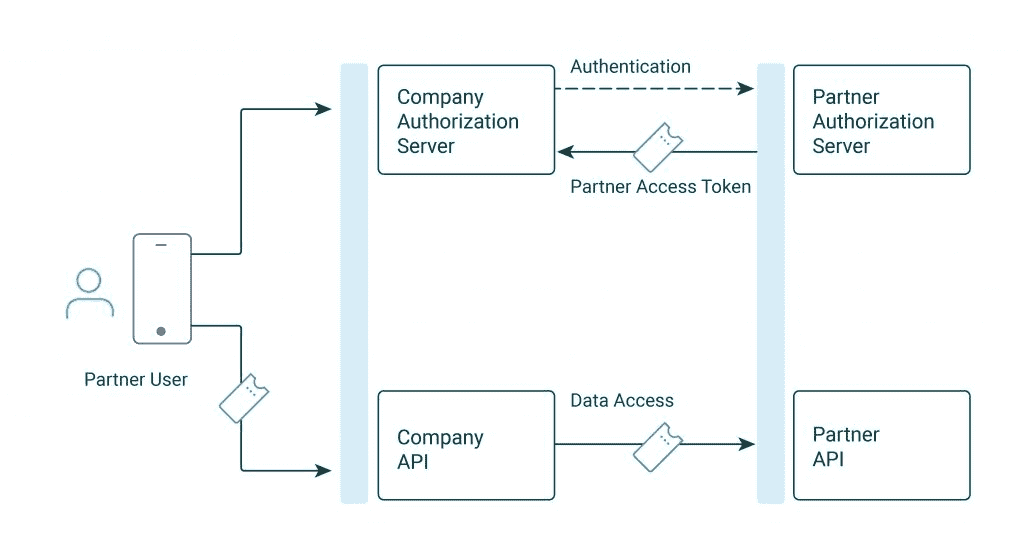 Authentication
Company
Authorization
Server
Partner
Authorization
Server
Partner Access Token
Partner User
Data Access
Company
API
Partner
API